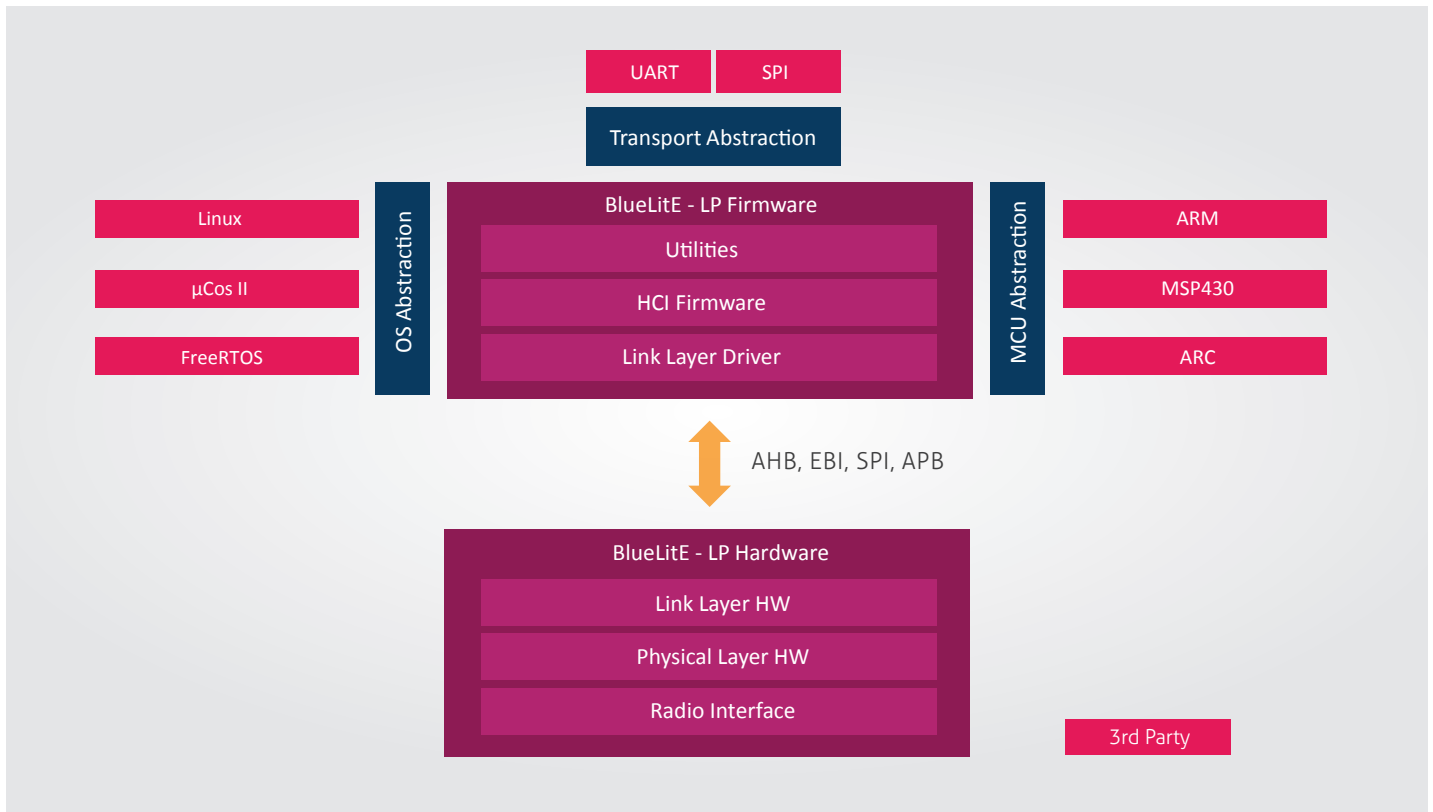 UART
SPI
Transport Abstraction
BlueLitE - LP Firmware
Utilities
HCI Firmware
Link Layer Driver
Linux
µCos II
FreeRTOS
OS Abstraction
MCU Abstraction
ARM
MSP430
ARC
AHB, EBI, SPI, APB
BlueLitE - LP Hardware
Link Layer HW
Physical Layer HW
Radio Interface
3rd Party